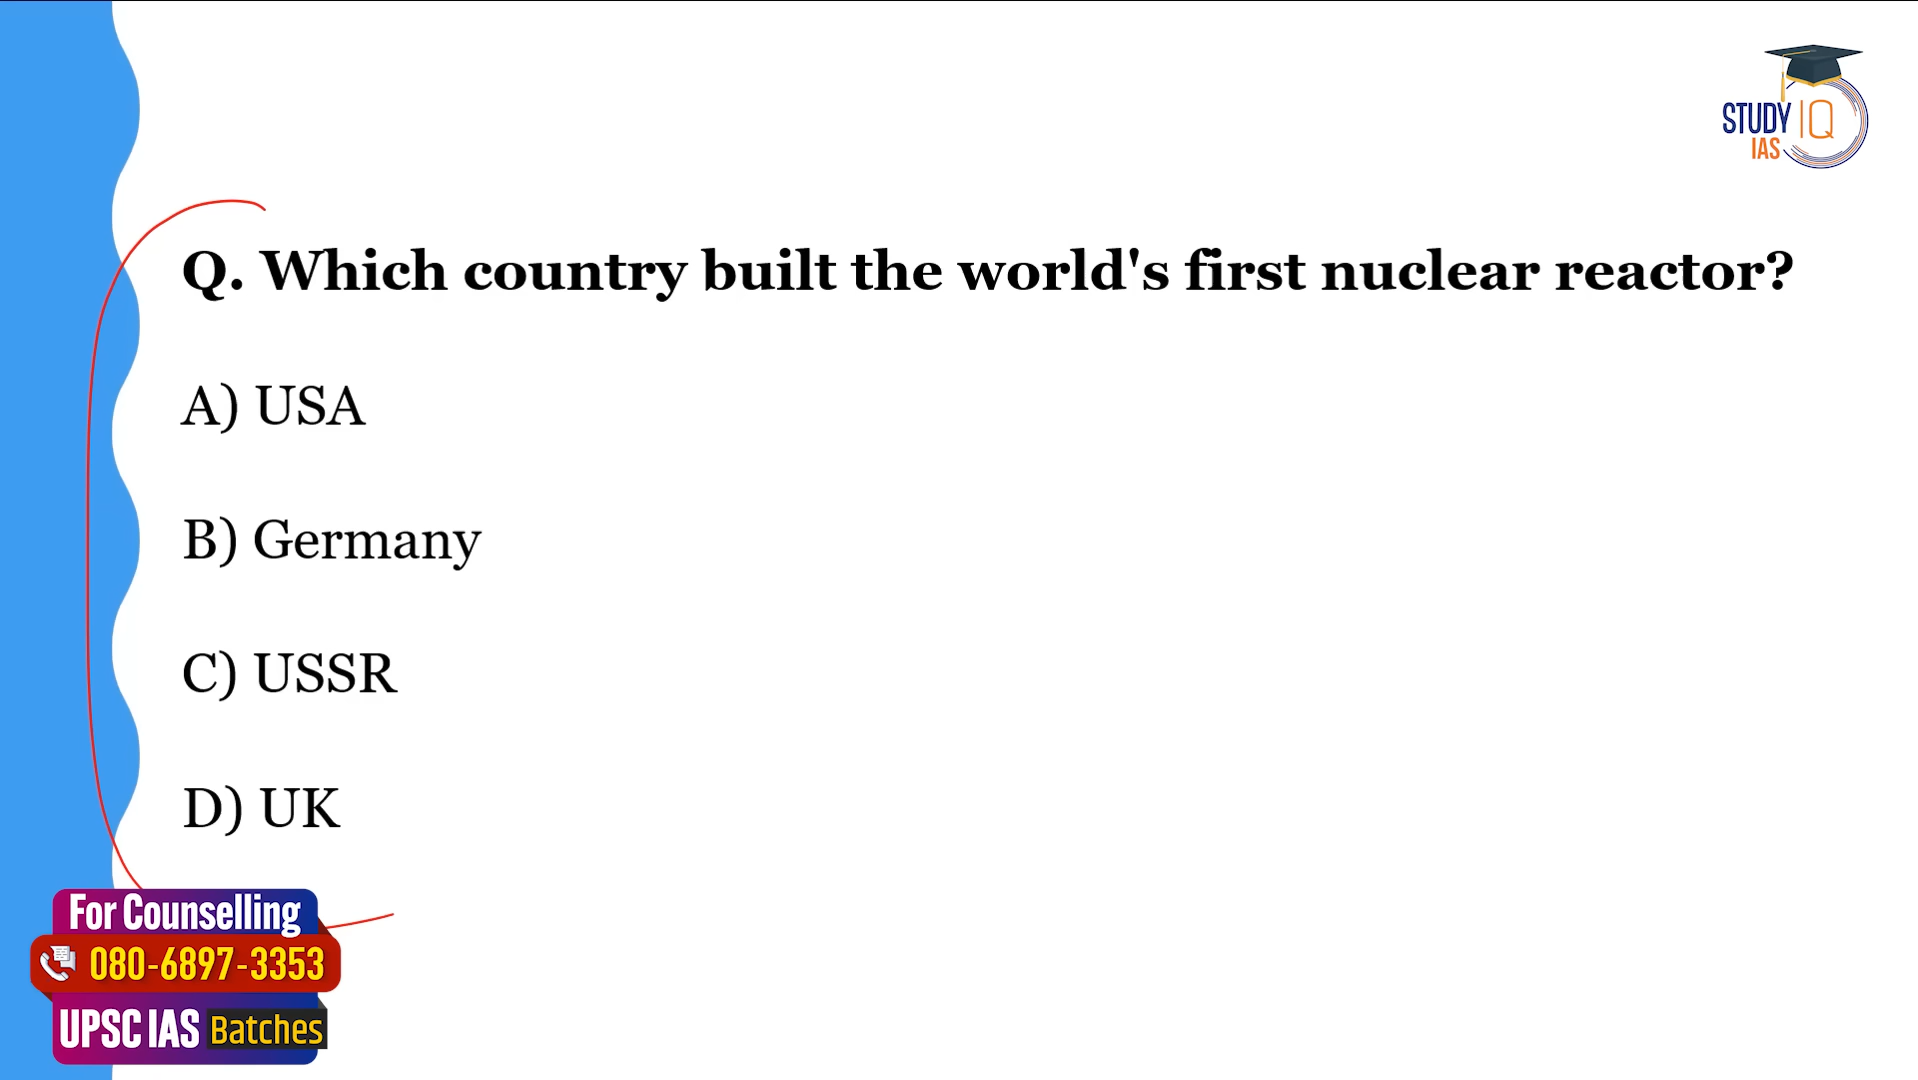 STUDY IQ
IAS
Q. Which country built the world's first nuclear reactor?
A) USA
B) Germany
C) USSR
D) UK
For Counselling
080-6897-3353
UPSC IAS Batches